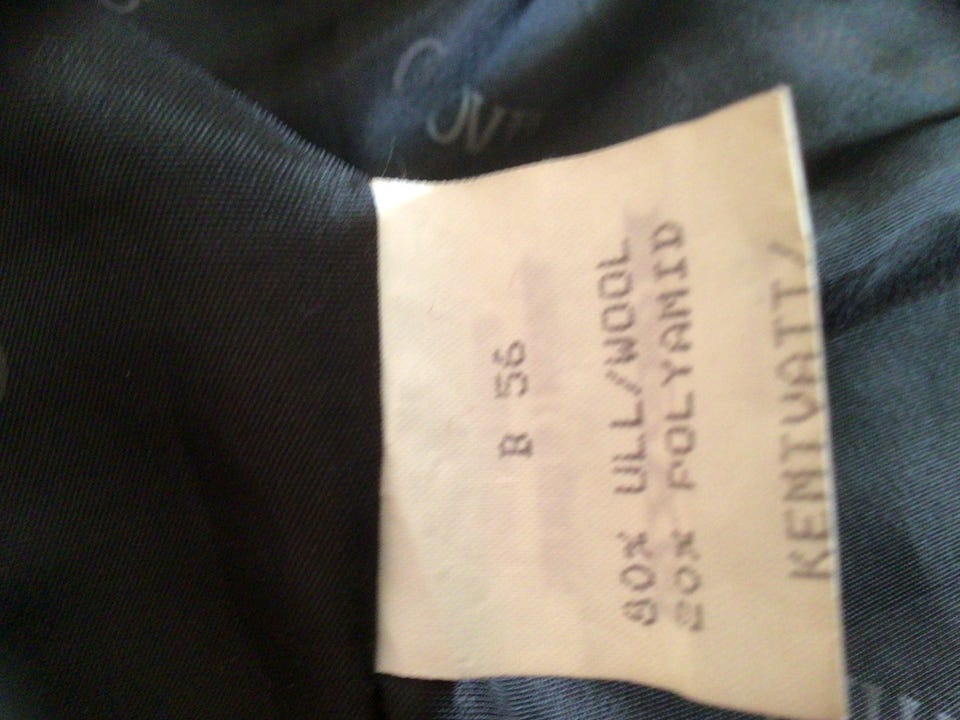 B 56
80% ULL/WOOL
20% POLYAMID
KEMTVATT/